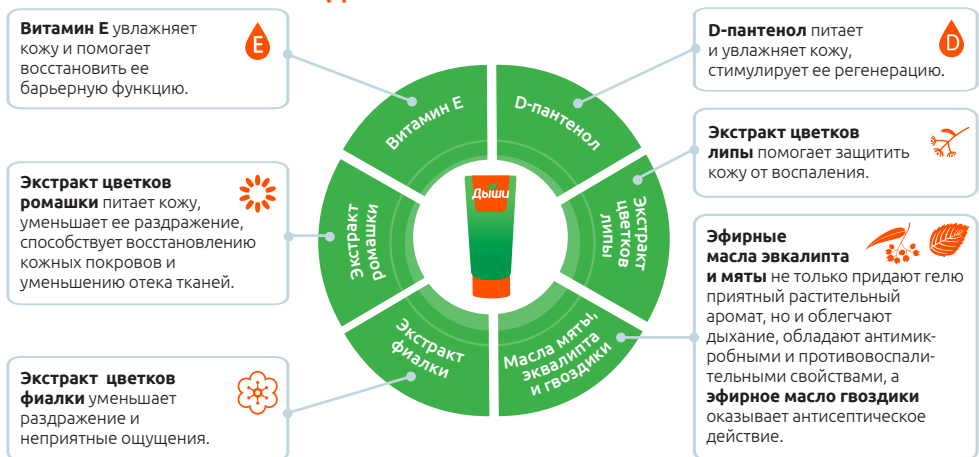 Витамин Е увлажняет
кожу и помогает
восстановить ее
барьерную функцию.
E
Экстракт цветков
ромашки питает кожу,
уменьшает ее раздражение,
способствует восстановлению
кожных покровов и
уменьшению отека тканей.
Экстракт цветков
фиалки уменьшает
раздражение и
неприятные ощущения.
Витамин Е
D-пантенол
Экстракт
ромашки
Дыши
Экстракт
цветков
липы
Экстракт
фиалки
Масла мяты,
эквалипта
и гвоздики
D-пантенол питает
и увлажняет кожу,
стимулирует ее регенерацию.
D
Экстракт цветков
липы помогает защитить
кожу от воспаления.
Эфирные
масла эвкалипта
и мяты не только придают гелю
приятный растительный
аромат, но и облегчают
дыхание, обладают антимик-
робными и противовоспали-
тельными свойствами, а
эфирное масло гвоздики
оказывает антисептическое
действие.